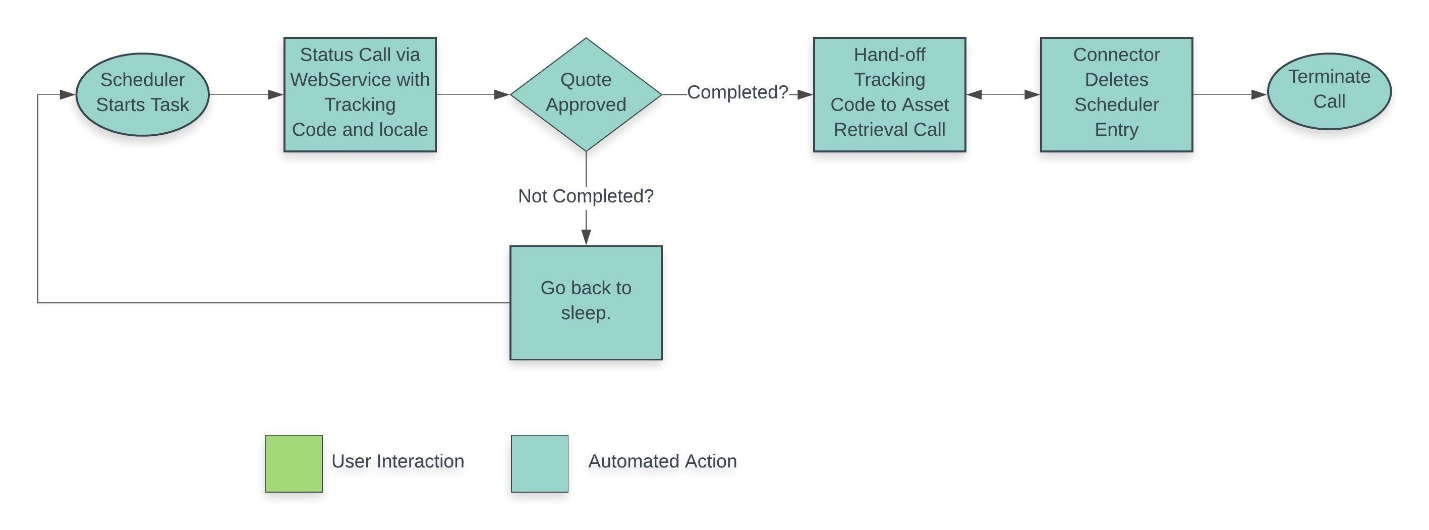 Scheduler
Starts Task
Status Call via
WebService with
Tracking
Code and locale
Quote
Approved
Completed?
Hand-off
Tracking
Code to Asset
Retrieval Call
Connector
Deletes
Scheduler
Entry
Terminate
Call
Not Completed?
Go back to
sleep.
User Interaction
Automated Action